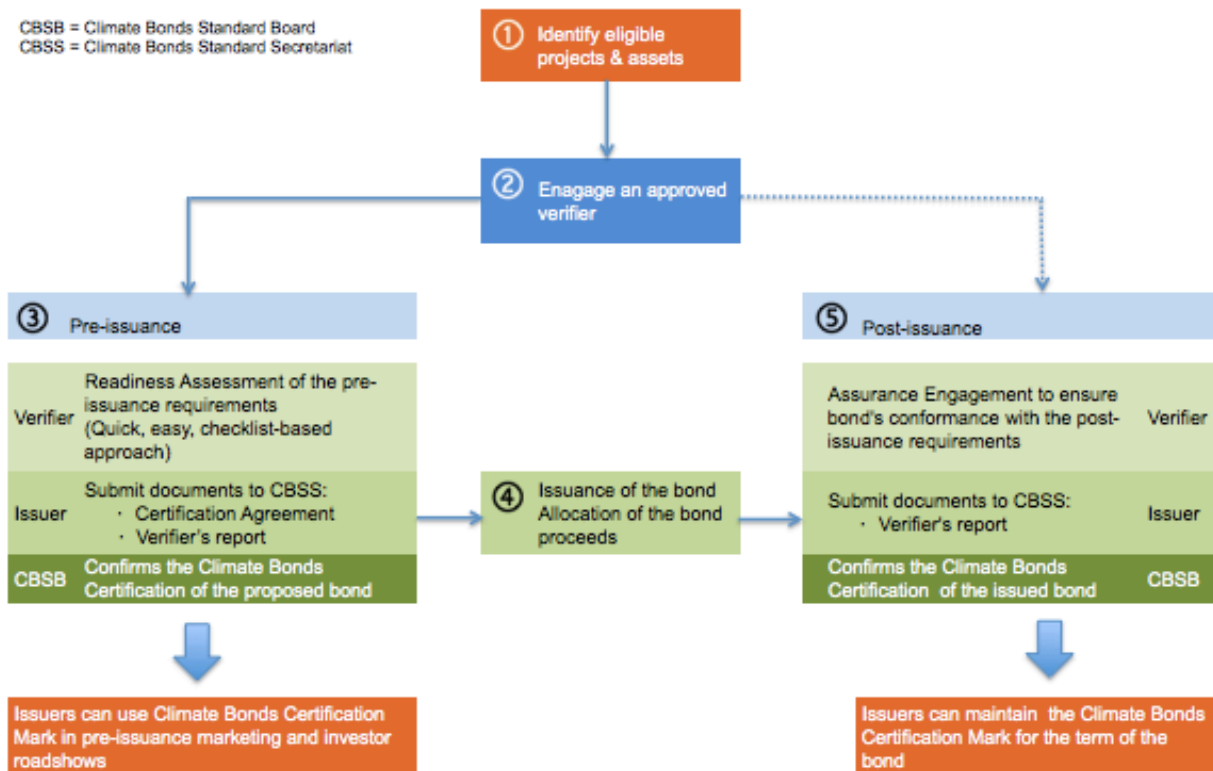 CBSB = Climate Bonds Standard Board
CBSS = Climate Bonds Standard Secretariat
① Identify eligible
projects & assets
② Enagage an approved
verifier
③ Pre-issuance
Verifier
Readiness Assessment of the pre-
issuance requirements
(Quick, easy, checklist-based
approach)
Issuer
Submit documents to CBSS:
· Certification Agreement
· Verifier's report
CBSB
Confirms the Climate Bonds
Certification of the proposed bond
Issuers can use Climate Bonds Certification
Mark in pre-issuance marketing and investor
roadshows
④ Issuance of the bond
Allocation of the bond
proceeds
⑤ Post-issuance
Assurance Engagement to ensure
bond's conformance with the post-
issuance requirements
Verifier
Submit documents to CBSS:
· Verifier's report
Issuer
Confirms the Climate Bonds
Certification of the issued bond
CBSB
Issuers can maintain the Climate Bonds
Certification Mark for the term of the
bond